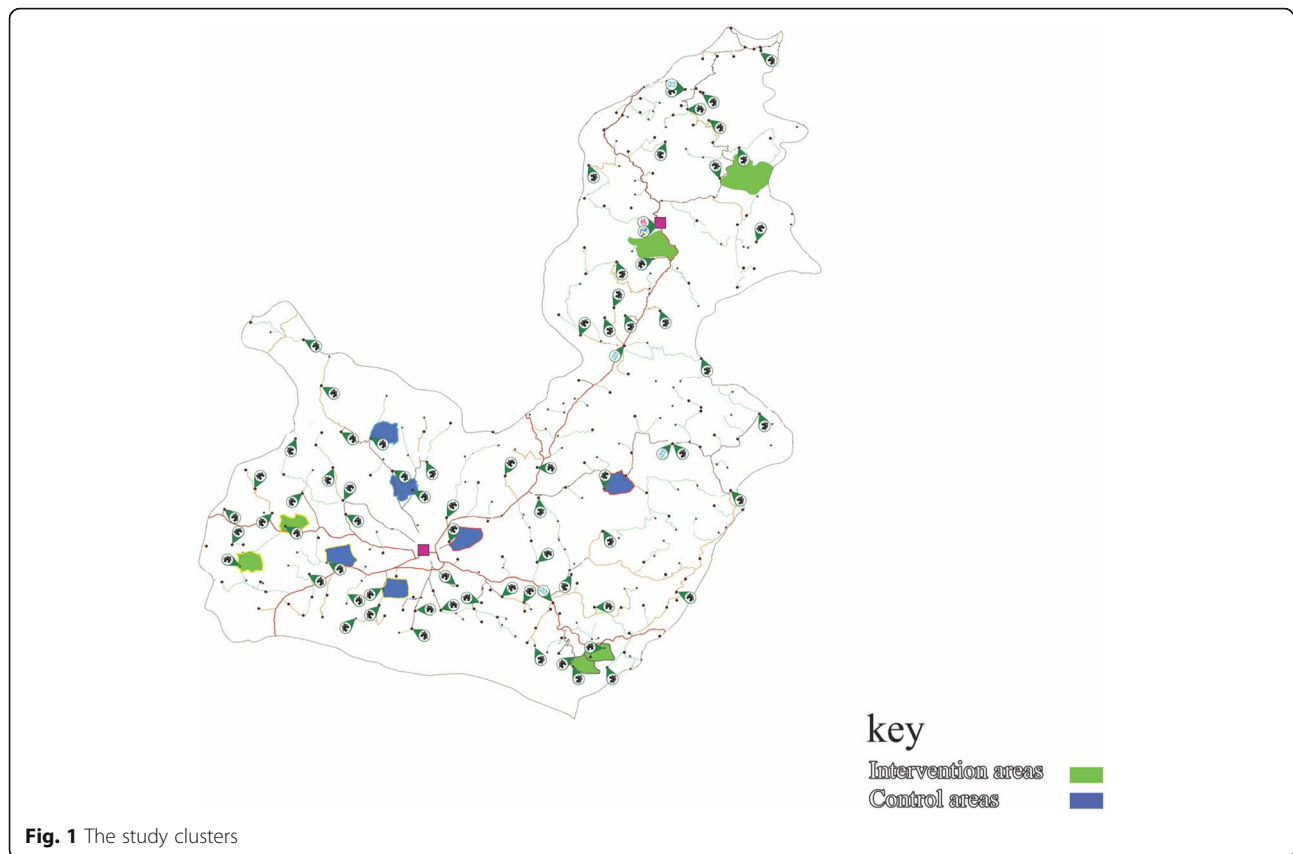 key
Intervention areas
Control areas
Fig. 1 The study clusters